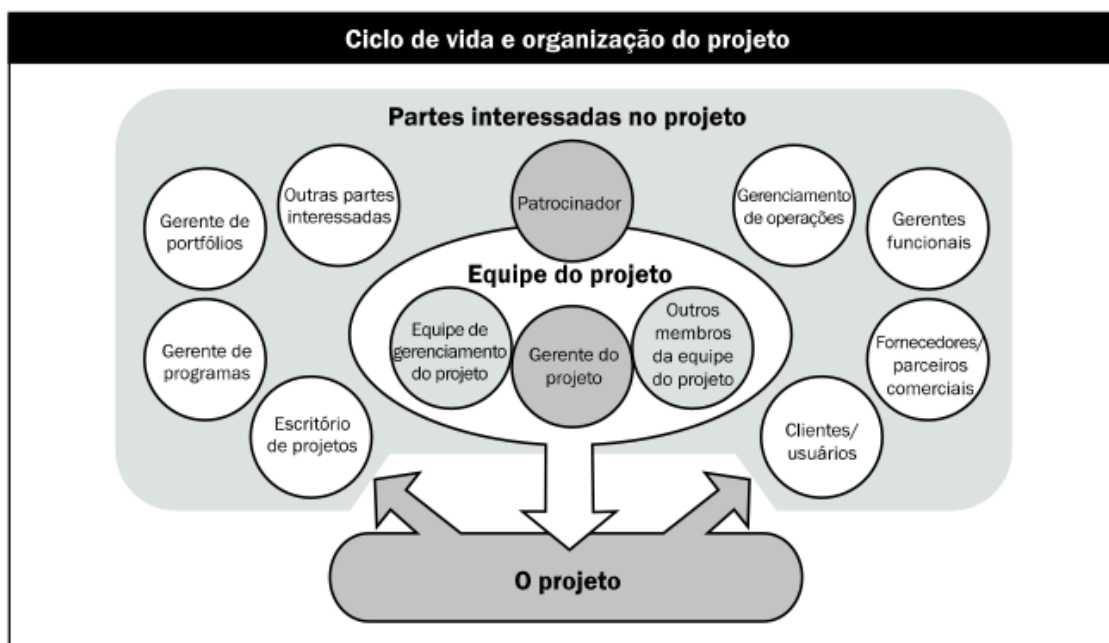 Ciclo de vida e organização do projeto
Partes interessadas no projeto
Gerente de
portfólios
Outras partes
interessadas
Patrocinador
Gerenciamento
de operações
Gerentes
funcionais
Equipe do projeto
Equipe de
gerenciamento
do projeto
Gerente do
projeto
Outros
membros
da equipe
do projeto
Gerente de
programas
Fornecedores/
parceiros
comerciais
Escritório
de projetos
Clientes/
usuários
O projeto